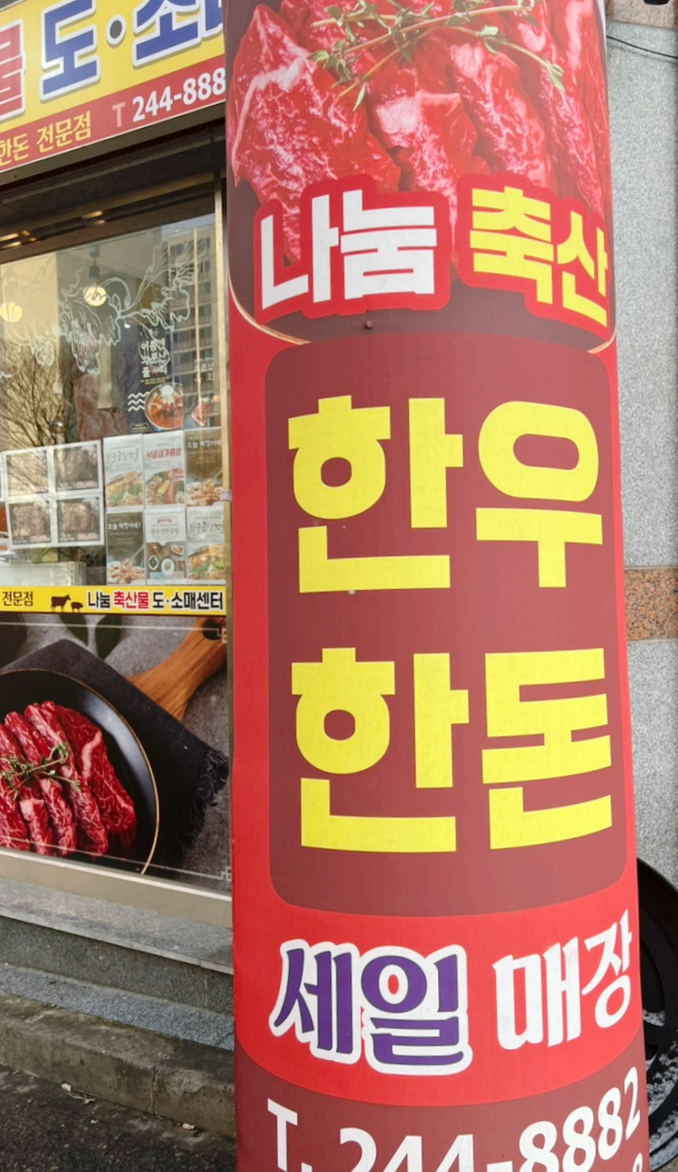 물 도·소
한돈 전문점 T 244-888
나눔 축산
한우
한돈
세일 매장
T. 244-8882
전문점 나눔 축산물 도·소매센터